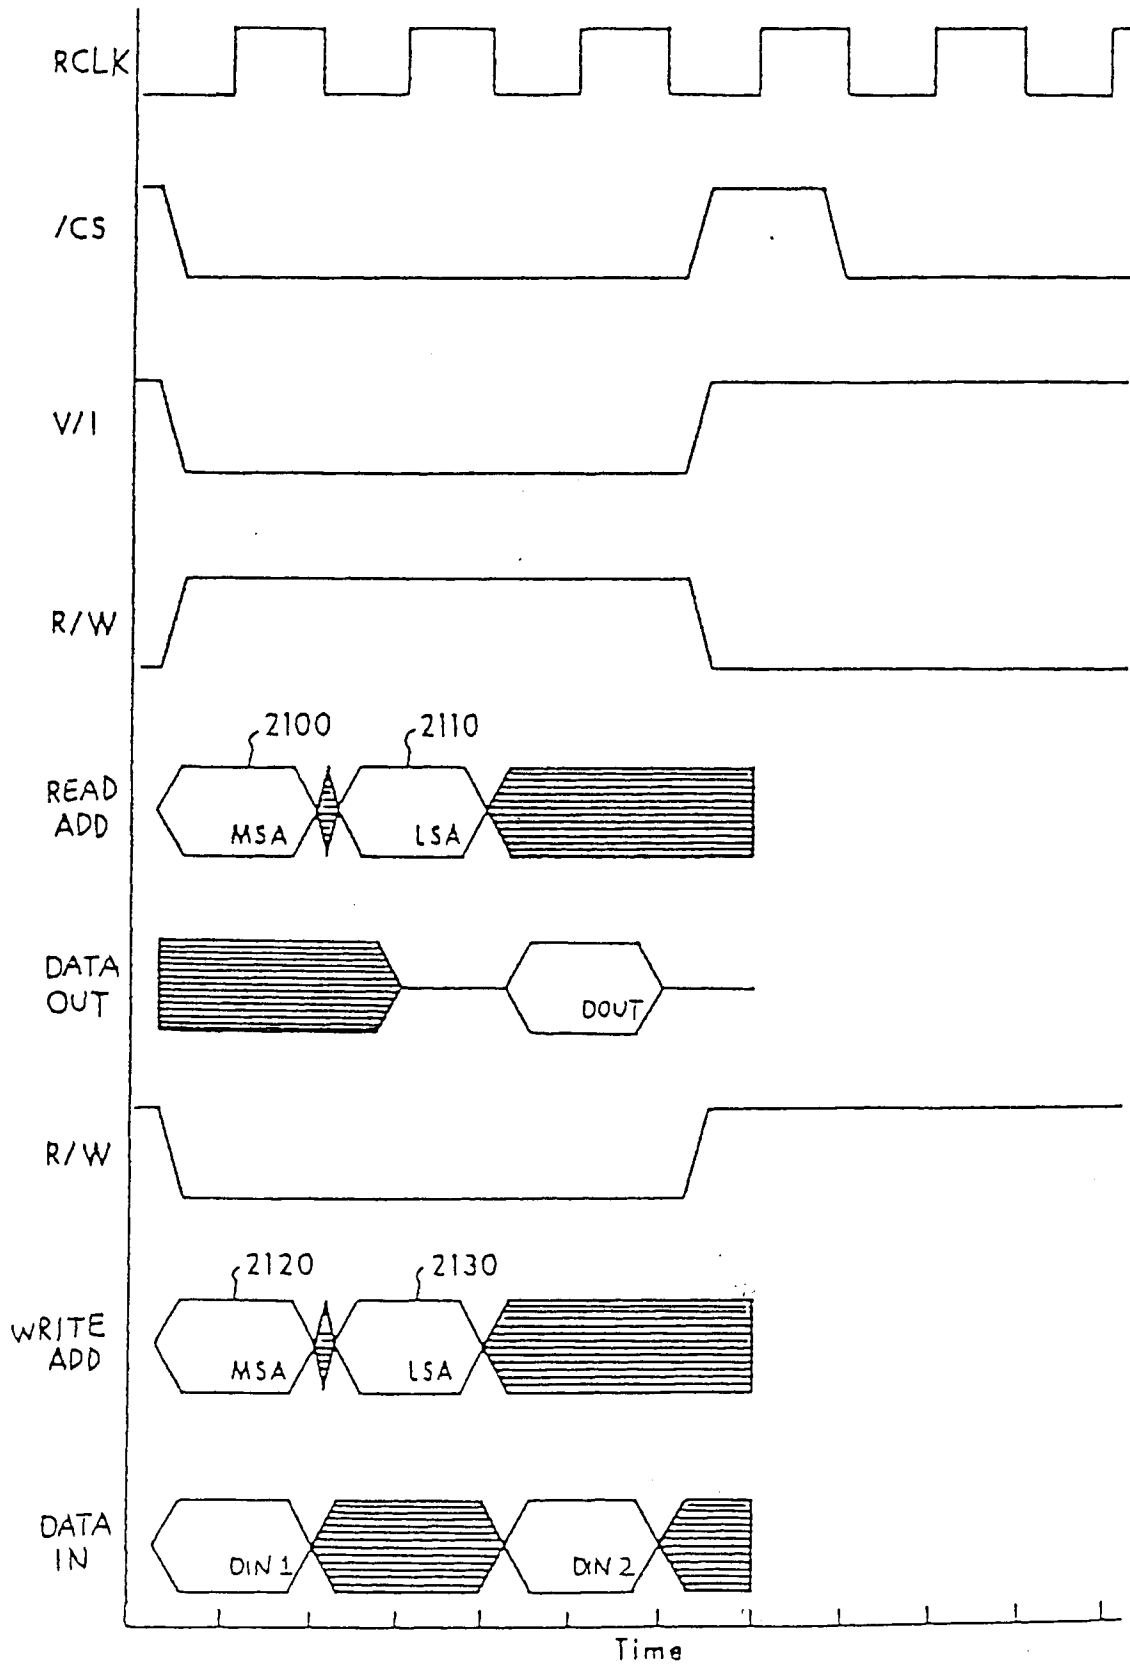 RCLK
/CS
V/I
R/W
2100
2110
READ
ADD
MSA
LSA
DATA
OUT
DOUT
R/W
2120
2130
WRITE
ADD
MSA
LSA
DATA
IN
DIN 1
DIN 2
Time